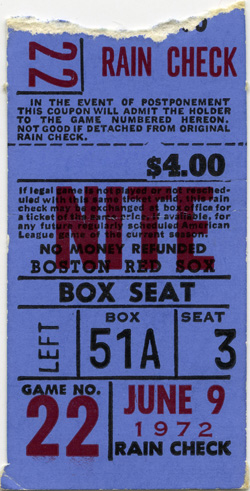 22
RAIN CHECK
IN THE EVENT OF POSTPONEMENT
THIS COUPON WILL ADMIT THE HOLDER
TO THE GAME NUMBERED HEREON.
NOT GOOD IF DETACHED FROM ORIGINAL
RAIN CHECK.
$4.00
If legal game is not played or not resched-
uled with this same ticket valid, this rain
check may be exchanged at box office for
a ticket of the same price, if available, for
any future regularly scheduled American
League game of the current season.
NITE
NO MONEY REFUNDED
BOSTON RED SOX
BOX SEAT
LEFT
BOX
SEAT
51A
3
GAME NO.
22
JUNE 9
1972
RAIN CHECK